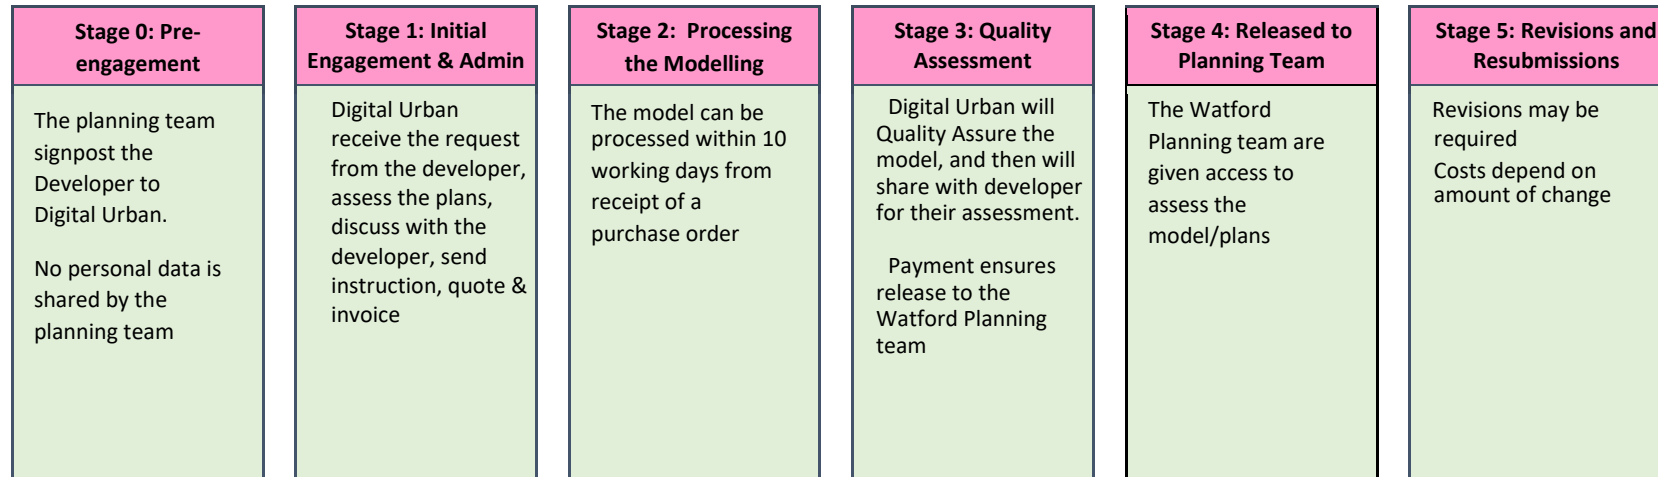 Stage 0: Pre-
engagement
The planning team
signpost the
Developer to
Digital Urban.
No personal data is
shared by the
planning team
Stage 1: Initial
Engagement & Admin
Digital Urban
receive the request
from the developer,
assess the plans,
discuss with the
developer, send
instruction, quote &
invoice
Stage 2: Processing
the Modelling
The model can be
processed within 10
working days from
receipt of a
purchase order
Stage 3: Quality
Assessment
Digital Urban will
Quality Assure the
model, and then will
share with developer
for their assessment.
Payment ensures
release to the
Watford Planning
team
Stage 4: Released to
Planning Team
The Watford
Planning team are
given access to
assess the
model/plans
Stage 5: Revisions and
Resubmissions
Revisions may be
required
Costs depend on
amount of change